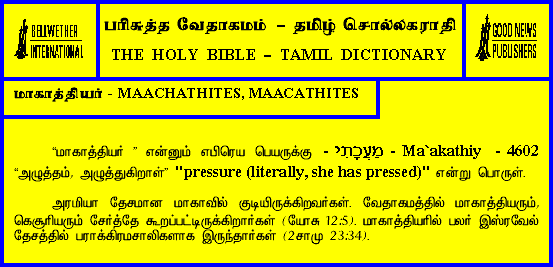 BELLWETHER
INTERNATIONAL
பரிசுத்த வேதாகமம் – தமிழ் சொல்லகராதி
THE HOLY BIBLE – TAMIL DICTIONARY
GOOD NEWS
PUBLISHERS
மாகாத்தியர் - MAACHATHITES, MAACATHITES
“மாகாத்தியர் ” என்னும் எபிரெய பெயருக்கு - מַעֲכָתִי - Ma`akathiy - 4602
“அழுத்தம், அழுத்துகிறாள்” "pressure (literally, she has pressed)" என்று பொருள்.
அரமியா தேசமான மாகாவில் குடியிருக்கிறவர்கள். வேதாகமத்தில் மாகாத்தியரும்,
கெசூரியரும் சேர்த்தே கூறப்பட்டிருக்கிறார்கள் (யோசு 12:5). மாகாத்தியரில் பலர் இஸ்ரவேல்
தேசத்தில் பராக்கிரமசாலிகளாக இருந்தார்கள் (2சாமு 23:34).